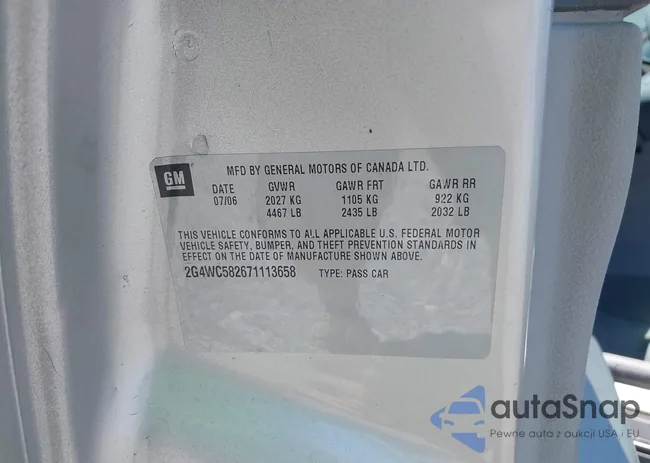 GM
MFD BY GENERAL MOTORS OF CANADA LTD.
DATE GVWR GAWR FRT GAWR RR
07/06 2027 KG 1105 KG 922 KG
4467 LB 2435 LB 2032 LB
THIS VEHICLE CONFORMS TO ALL APPLICABLE U.S. FEDERAL MOTOR
VEHICLE SAFETY, BUMPER, AND THEFT PREVENTION STANDARDS IN
EFFECT ON THE DATE OF MANUFACTURE SHOWN ABOVE.
2G4WC582671113658 TYPE: PASS CAR
autaSnap
Pewne auta z aukcji USA i EU